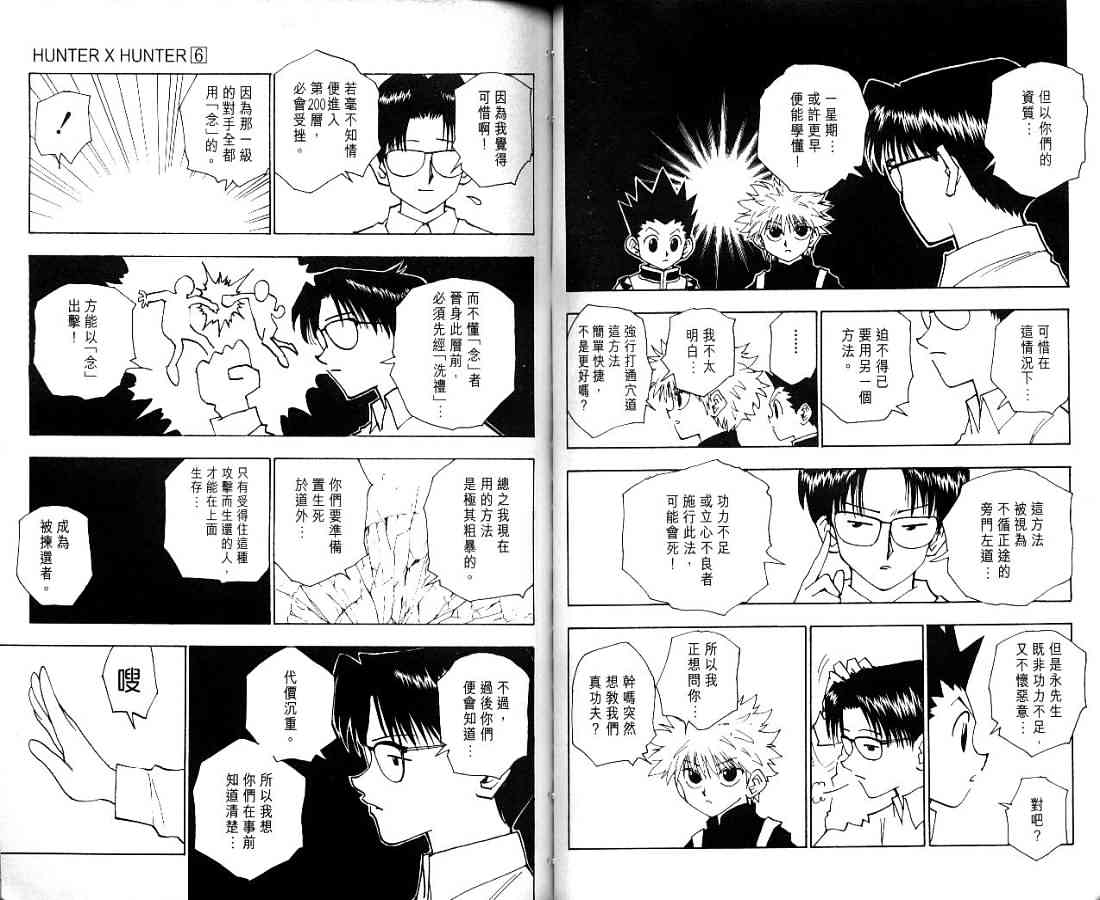 但以你們的
資質…
一星期…
或許更早
便能學懂！
可惜在
這情況下…
迫不得已
要用另一個
方法。
……
我不太
明白…
強行打通穴道
這方法
簡單快捷，
不是更好嗎？
這方法
被視為
不循正途的
旁門左道…
功力不足
或立心不良者
施行此法，
可能會死！
但是永先生
既非功力不足，
又不懷惡意…
對吧？
所以我
正想問你…
幹嗎突然
想教我們
真功夫？
HUNTER X HUNTER 6
因為我覺得
可惜啊！
若毫不知情
便進入
第200層，
必會受挫。
因為那一級
的對手全都
用「念」的。
！
而不懂「念」者
晉身此層前，
必須先經「洗禮」…
方能以「念」
出擊！
總之我現在
用的方法
是極其粗暴的。
你們要準備
置生死
於道外…
只有受得住這種
攻擊而生還的人，
才能在上面
生存…
成為
被揀選者。
不過，
過後你們
便會知道…
代價沉重。
所以我想
你們在事前
知道清楚…
嗖